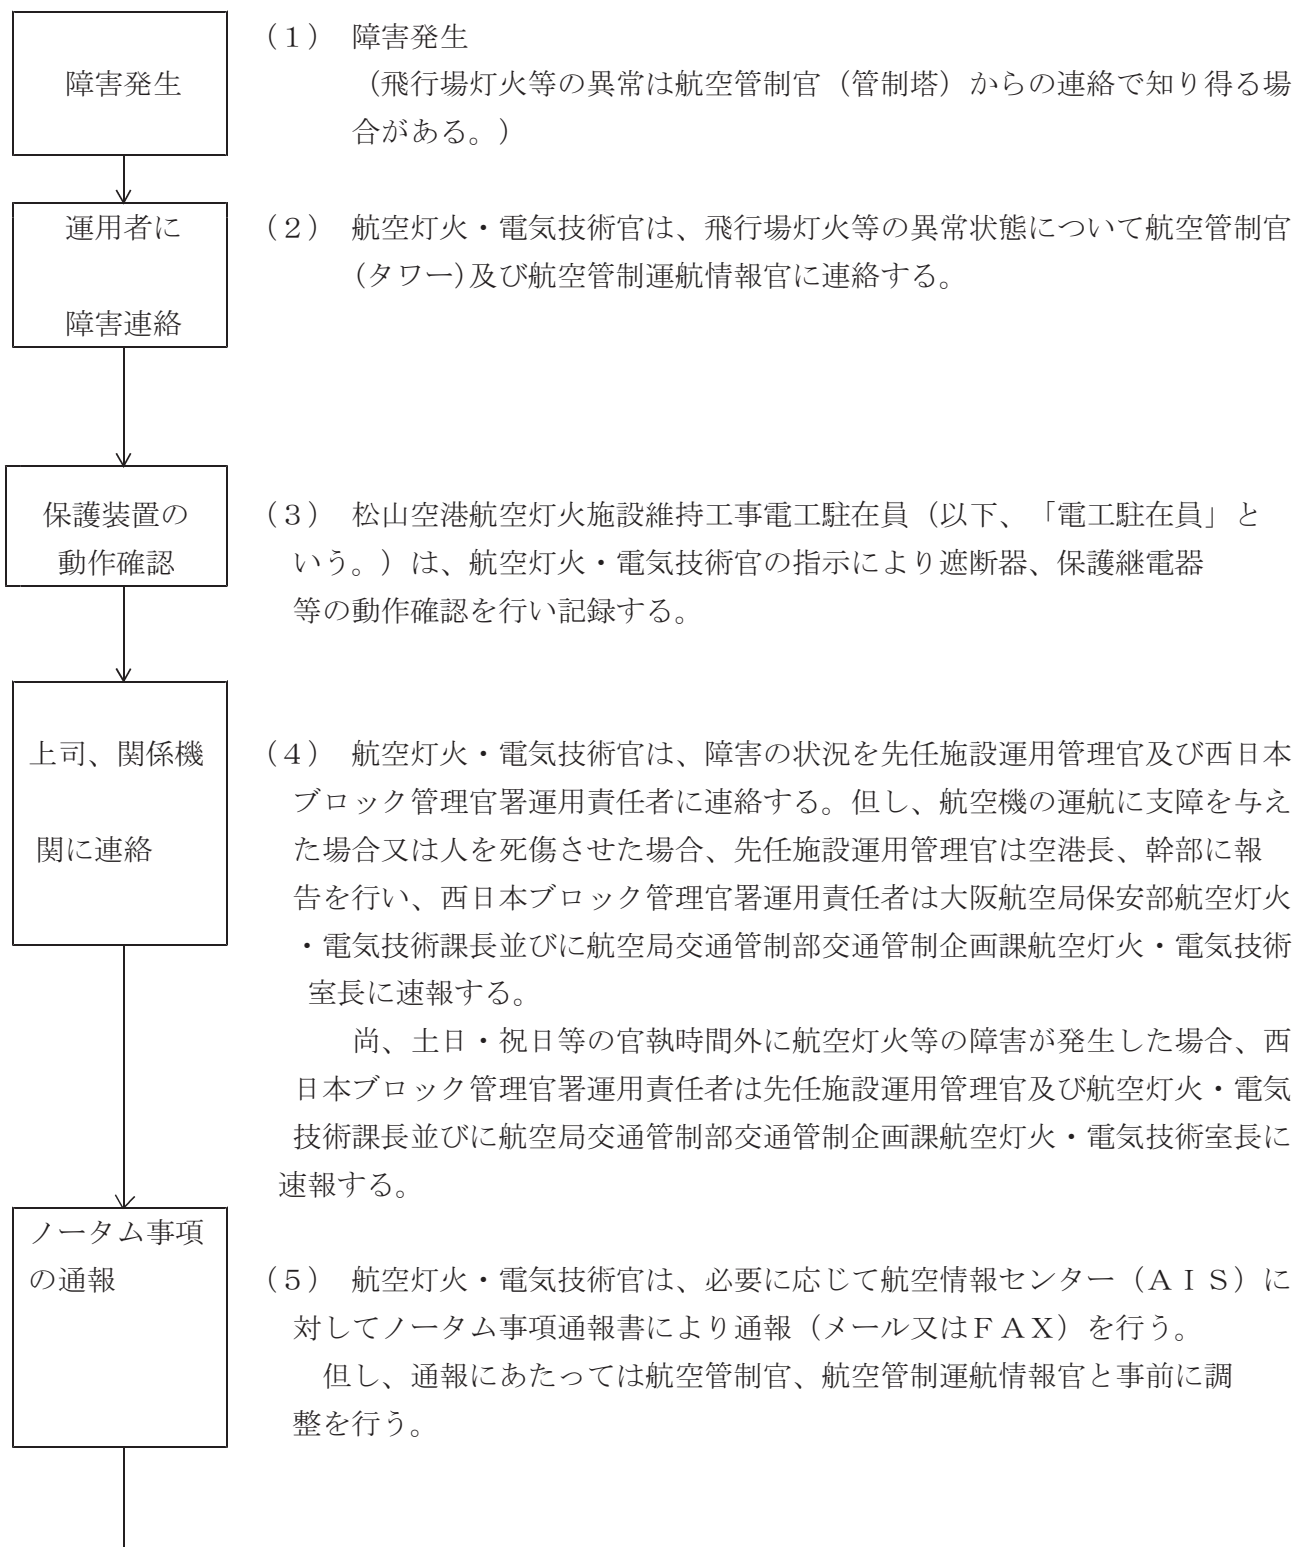 障害発生
(1) 障害発生
(飛行場灯火等の異常は航空管制官(管制塔)からの連絡で知り得る場
合がある。)
運用者に
障害連絡
(2) 航空灯火・電気技術官は、飛行場灯火等の異常状態について航空管制官
(タワー)及び航空管制運航情報官に連絡する。
保護装置の
動作確認
(3) 松山空港航空灯火施設維持工事電工駐在員(以下、「電工駐在員」と
いう。)は、航空灯火・電気技術官の指示により遮断器、保護継電器
等の動作確認を行い記録する。
上司、関係機
関に連絡
(4) 航空灯火・電気技術官は、障害の状況を先任施設運用管理官及び西日本
ブロック管理官署運用責任者に連絡する。但し、航空機の運航に支障を与え
た場合又は人を死傷させた場合、先任施設運用管理官は空港長、幹部に報
告を行い、西日本ブロック管理官署運用責任者は大阪航空局保安部航空灯火
・電気技術課長並びに航空局交通管制部交通管制企画課航空灯火・電気技術
室長に速報する。
尚、土日・祝日等の官執時間外に航空灯火等の障害が発生した場合、西
日本ブロック管理官署運用責任者は先任施設運用管理官及び航空灯火・電気
技術課長並びに航空局交通管制部交通管制企画課航空灯火・電気技術室長に
速報する。
ノータム事項
の通報
(5) 航空灯火・電気技術官は、必要に応じて航空情報センター(AIS)に
対してノータム事項通報書により通報(メール又はFAX)を行う。
但し、通報にあたっては航空管制官、航空管制運航情報官と事前に調
整を行う。